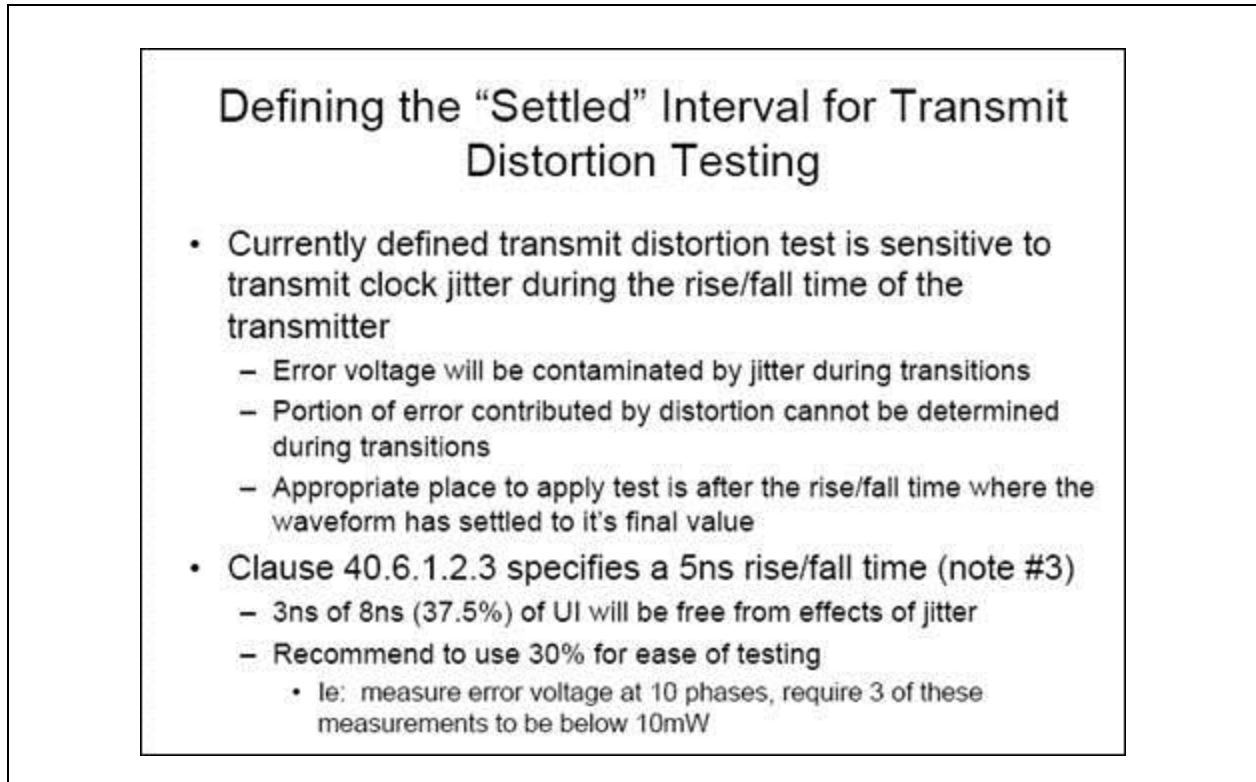 Defining the “Settled” Interval for Transmit
Distortion Testing
• Currently defined transmit distortion test is sensitive to
transmit clock jitter during the rise/fall time of the
transmitter
– Error voltage will be contaminated by jitter during transitions
– Portion of error contributed by distortion cannot be determined
during transitions
– Appropriate place to apply test is after the rise/fall time where the
waveform has settled to it's final value
• Clause 40.6.1.2.3 specifies a 5ns rise/fall time (note #3)
– 3ns of 8ns (37.5%) of UI will be free from effects of jitter
– Recommend to use 30% for ease of testing
• Ie: measure error voltage at 10 phases, require 3 of these
measurements to be below 10mW